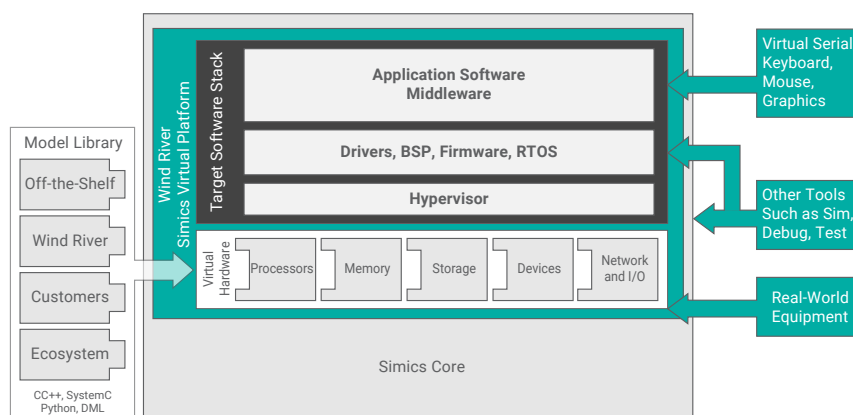 Model Library
Off-the-Shelf
Wind River
Customers
Ecosystem
CC++, SystemC
Python, DML
Wind River
Simics Virtual Platform
Target Software Stack
Application Software
Middleware
Drivers, BSP, Firmware, RTOS
Hypervisor
Virtual
Hardware
Processors
Memory
Storage
Devices
Network
and I/O
Simics Core
Virtual Serial,
Keyboard,
Mouse,
Graphics
Other Tools
Such as Sim,
Debug, Test
Real-World
Equipment